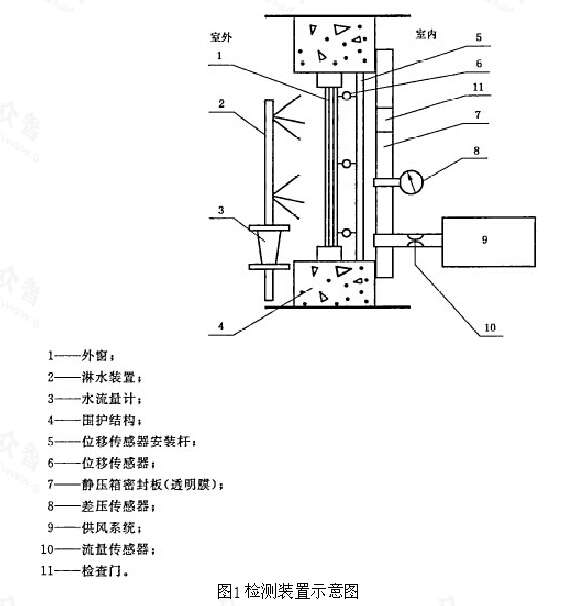 室外
室内
1
2
3
4
5
6
11
7
8
9
10
1——外窗；
2——淋水装置；
3——水流量计；
4——围护结构；
5——位移传感器安装杆；
6——位移传感器；
7——静压箱密封板(透明膜)；
8——差压传感器；
9——供风系统；
10——流量传感器；
11——检查门。
图1 检测装置示意图